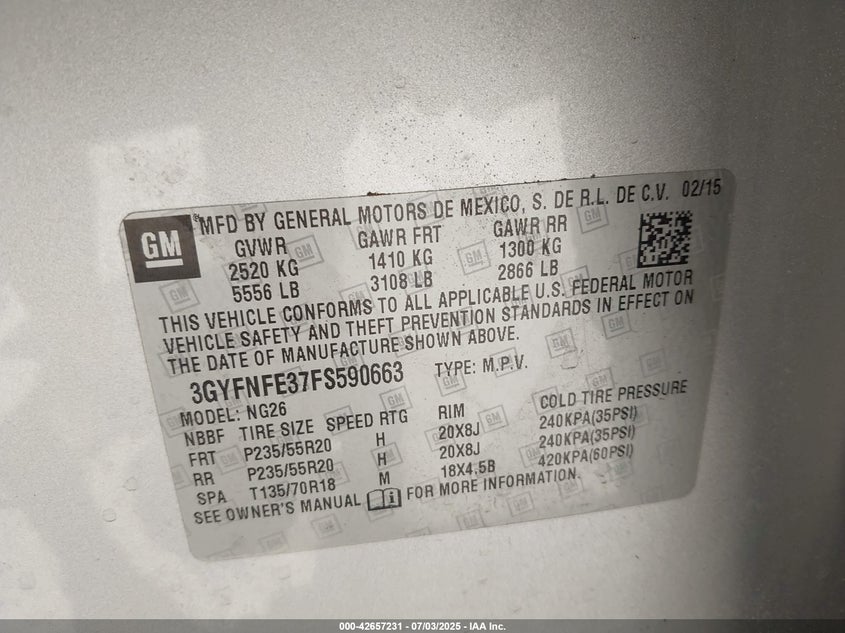 GM
®MFD BY GENERAL MOTORS DE MEXICO, S. DE R.L. DE C.V. 02/15
GVWR GAWR FRT GAWR RR
2520 KG 1410 KG 1300 KG
5556 LB 3108 LB 2866 LB
THIS VEHICLE CONFORMS TO ALL APPLICABLE U.S. FEDERAL MOTOR
VEHICLE SAFETY AND THEFT PREVENTION STANDARDS IN EFFECT ON
THE DATE OF MANUFACTURE SHOWN ABOVE.
3GYFNFE37FS590663 TYPE: M.P.V.
MODEL: NG26
NBBF TIRE SIZE SPEED RTG RIM COLD TIRE PRESSURE
FRT P235/55R20 H 20X8J 240KPA(35PSI)
RR P235/55R20 H 20X8J 240KPA(35PSI)
SPA T135/70R18 M 18X4.5B 420KPA(60PSI)
SEE OWNER'S MANUAL FOR MORE INFORMATION.
000-42657231 - 07/03/2025 - IAA Inc.